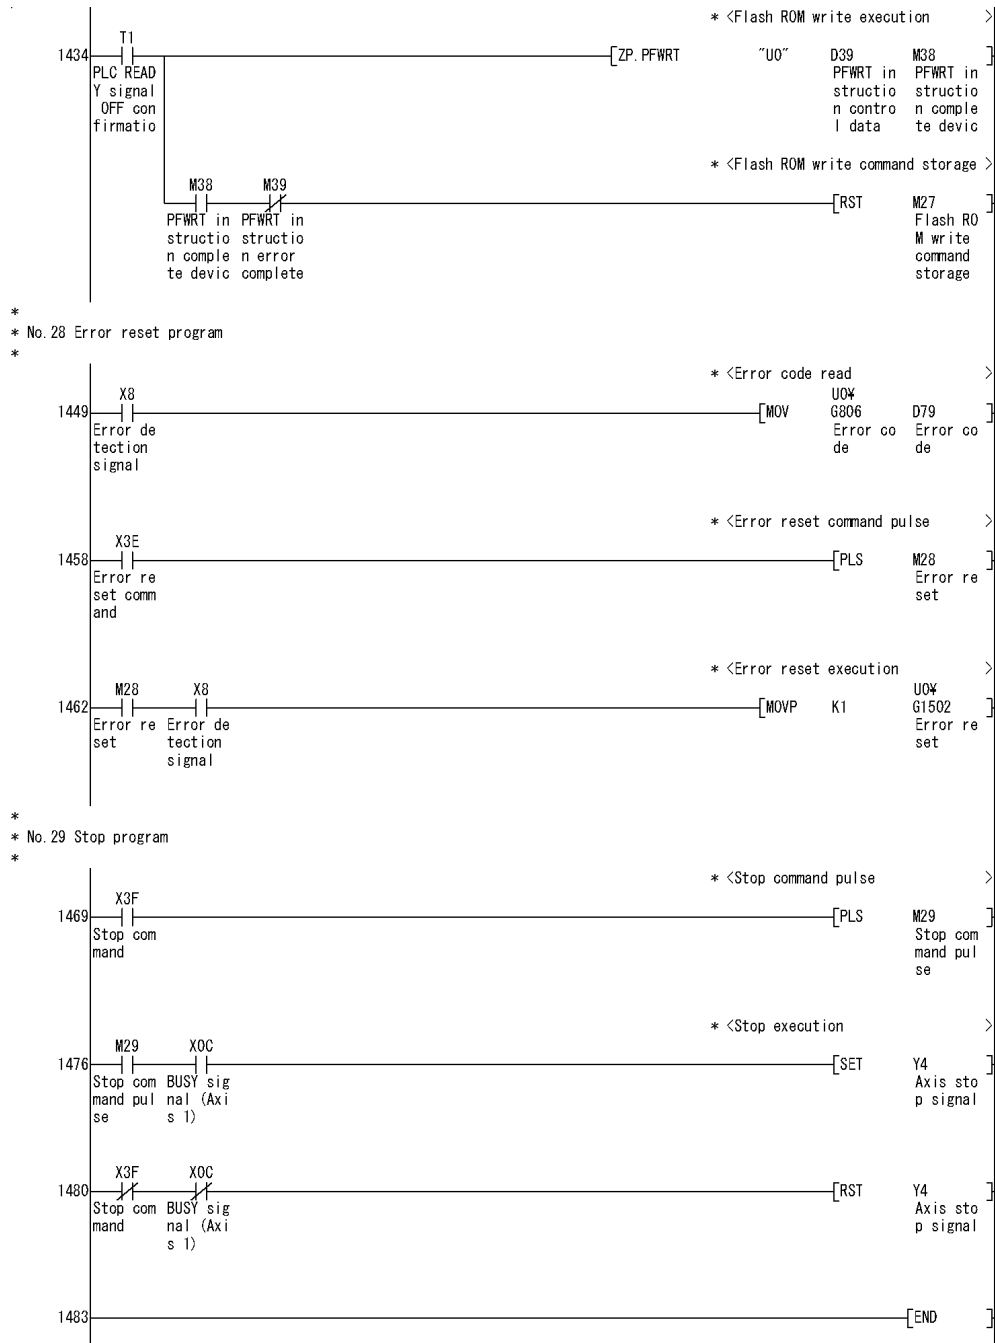 * <Flash ROM write execution >
T1
1434 [ZP.PFWRT "U0" D39 M38 ]
PLC READ PFWRT in PFWRT in
Y signal structio structio
OFF con n contro n comple
firmatio l data te devic
* <Flash ROM write command storage >
M38 M39
[RST M27 ]
PFWRT in PFWRT in Flash RO
structio structio M write
n comple n error command
te devic complete storage
*
* No.28 Error reset program
*
* <Error code read >
X8 U0¥
1449 [MOV G806 D79 ]
Error de Error co Error co
tection de de
signal
* <Error reset command pulse >
X3E
1458 [PLS M28 ]
Error re Error re
set comm set
and
* <Error reset execution >
M28 X8 U0¥
1462 [MOVP K1 G1502 ]
Error re Error de Error re
set tection set
signal
*
* No.29 Stop program
*
* <Stop command pulse >
X3F
1469 [PLS M29 ]
Stop com Stop com
mand mand pul
se
* <Stop execution >
M29 X0C
1476 [SET Y4 ]
Stop com BUSY sig Axis sto
mand pul nal (Axi p signal
se s 1)
X3F X0C
1480 [RST Y4 ]
Stop com BUSY sig Axis sto
mand nal (Axi p signal
s 1)
1483 [END ]